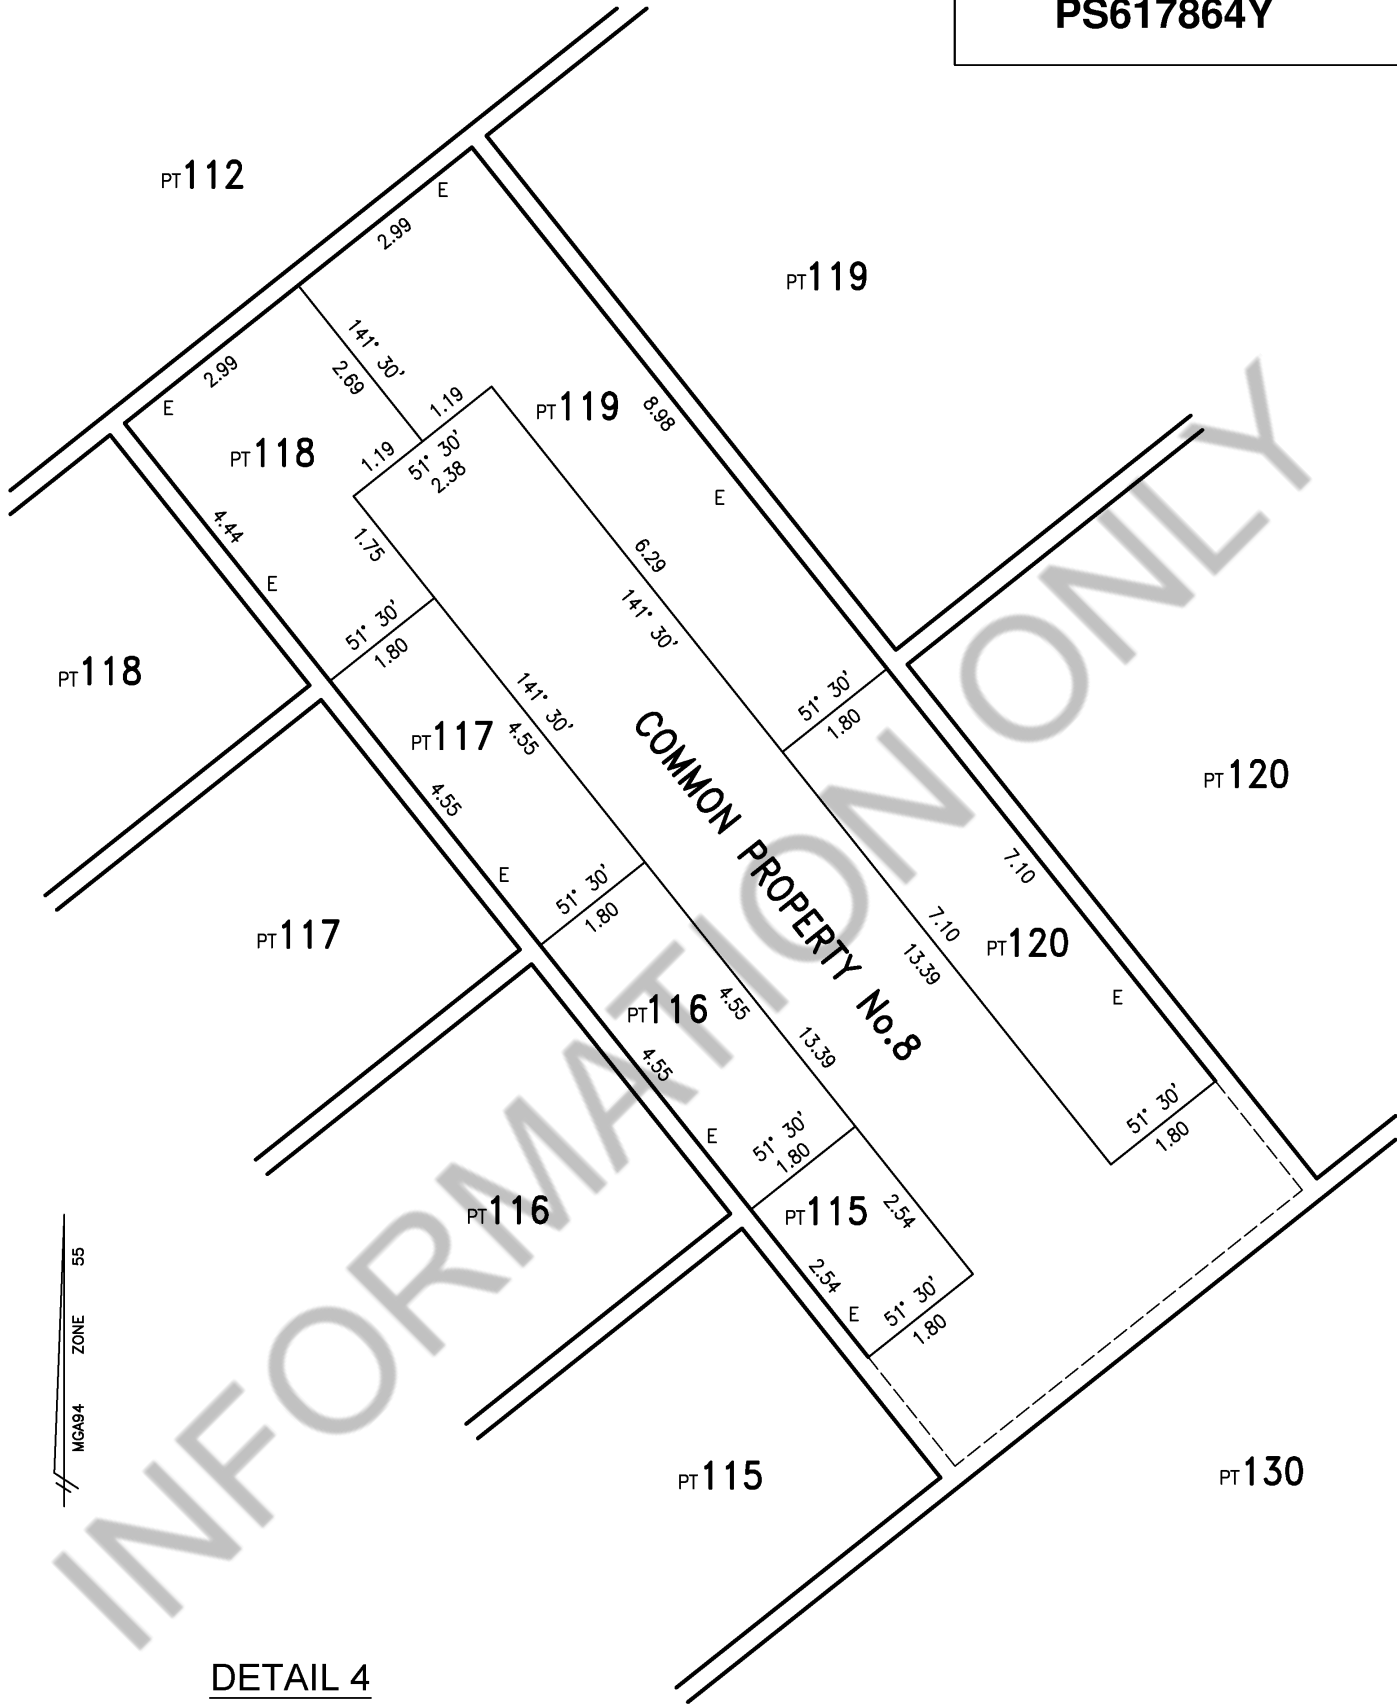 PS617864Y
PT112
E
2.99
PT119
141° 30'
2.99
2.69
E
1.19
PT119
8.98
PT118
1.19
51° 30'
2.38
E
4.44
1.75
6.29
E
141° 30'
51° 30'
1.80
PT118
51° 30'
1.80
141° 30'
4.55
PT117
COMMON PROPERTY No.8
PT120
4.55
E
51° 30'
1.80
7.10
7.10
PT120
13.39
PT117
E
PT116
4.55
13.39
4.55
E
51° 30'
1.80
51° 30'
1.80
PT116
PT115
2.54
2.54
E
51° 30'
1.80
MGA94 ZONE 55
PT115
PT130
INFORMATION ONLY
DETAIL 4